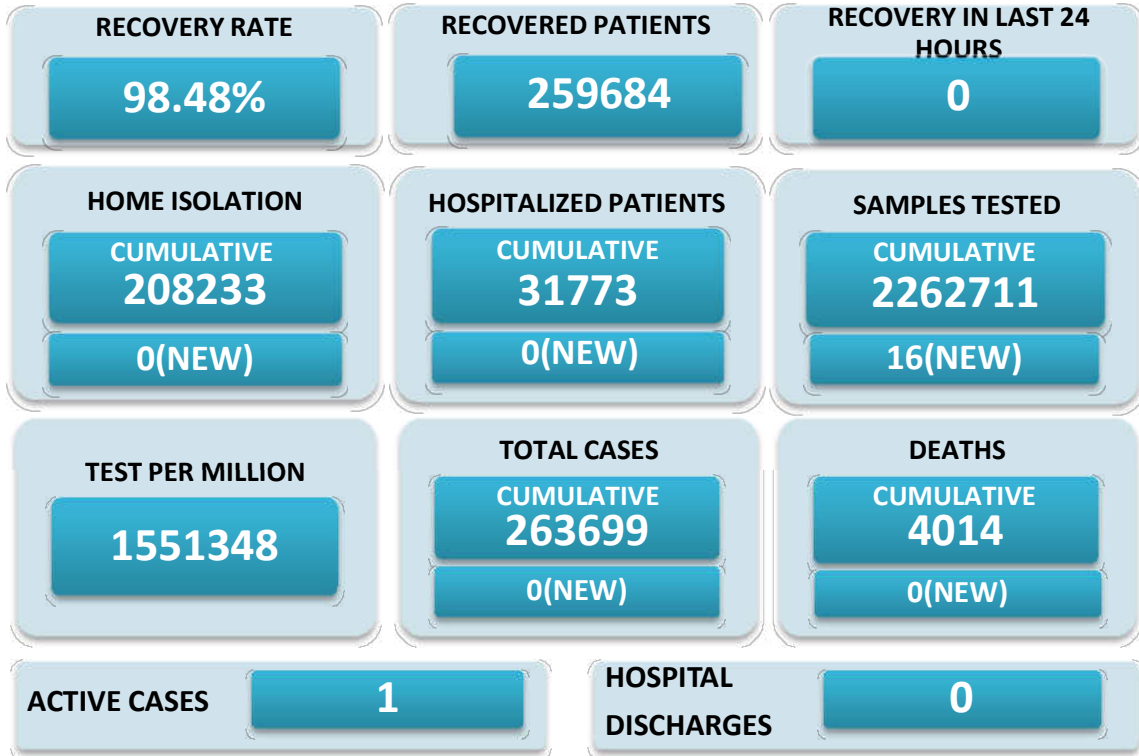 RECOVERY RATE
98.48%
RECOVERED PATIENTS
259684
RECOVERY IN LAST 24
HOURS
0
HOME ISOLATION
CUMULATIVE
208233
0(NEW)
HOSPITALIZED PATIENTS
CUMULATIVE
31773
0(NEW)
SAMPLES TESTED
CUMULATIVE
2262711
16(NEW)
TEST PER MILLION
1551348
TOTAL CASES
CUMULATIVE
263699
0(NEW)
DEATHS
CUMULATIVE
4014
0(NEW)
ACTIVE CASES
1
HOSPITAL
DISCHARGES
0